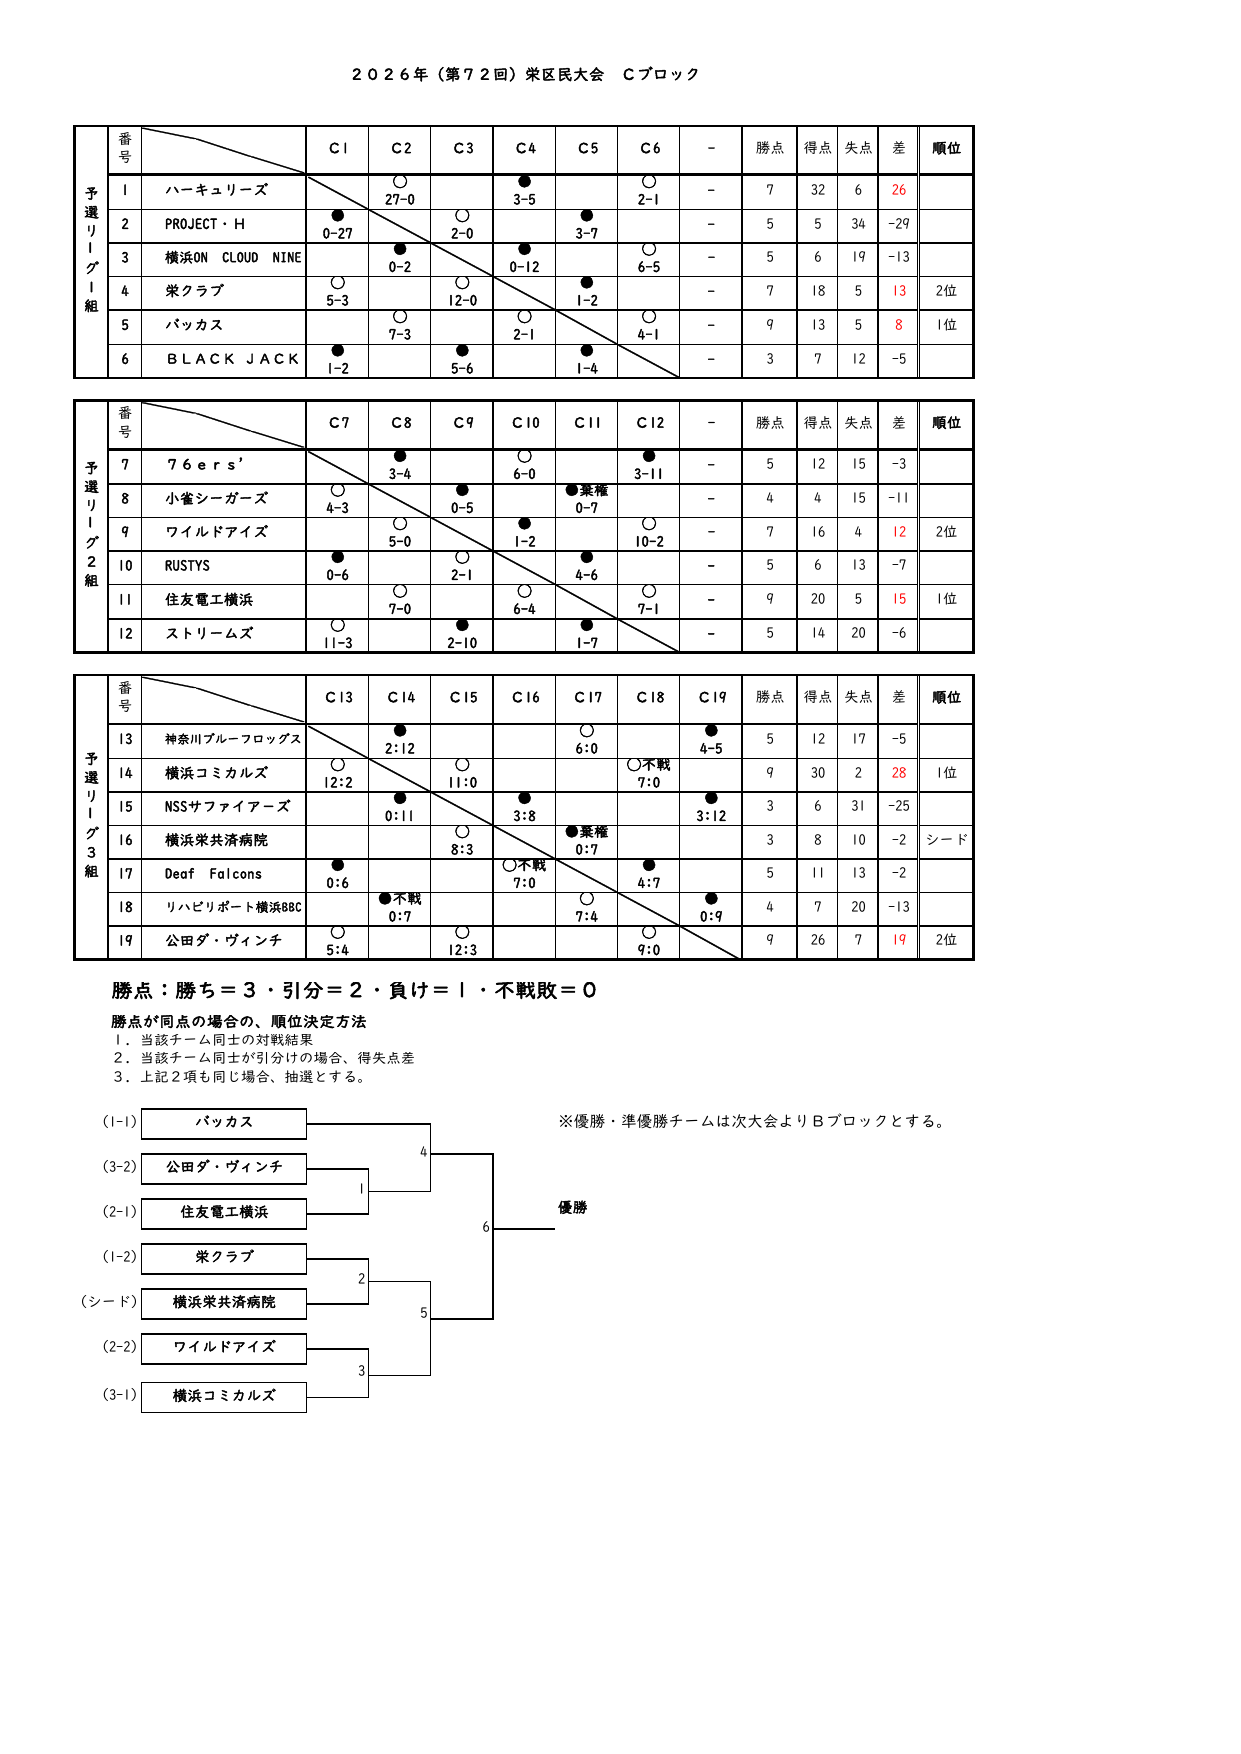 ２０２６年（第７２回）栄区民大会　Cブロック
予選リーグ1組
番号 C1 C2 C3 C4 C5 C6 - 勝点 得点 失点 差 順位
1 ハーキュリーズ ○ 27-0 ● 3-5 ○ 2-1 - 7 32 6 26
2 PROJECT・H ● 0-27 ○ 2-0 ● 3-7 - 5 5 34 -29
3 横浜ON CLOUD NINE ● 0-2 ● 0-12 ○ 6-5 - 5 6 19 -13
4 栄クラブ ○ 5-3 ○ 12-0 ● 1-2 - 7 18 5 13 2位
5 バッカス ○ 7-3 ○ 2-1 ○ 4-1 - 9 13 5 8 1位
6 ＢＬＡＣＫ ＪＡＣＫ ● 1-2 ● 5-6 ● 1-4 - 3 7 12 -5
予選リーグ2組
番号 C7 C8 C9 C10 C11 C12 - 勝点 得点 失点 差 順位
7 ７６ｅｒｓ’ ● 3-4 ○ 6-0 ● 3-11 - 5 12 15 -3
8 小雀シーガーズ ○ 4-3 ● 0-5 ●棄権 0-7 - 4 4 15 -11
9 ワイルドアイズ ○ 5-0 ● 1-2 ○ 10-2 - 7 16 4 12 2位
10 RUSTYS ● 0-6 ○ 2-1 ● 4-6 - 5 6 13 -7
11 住友電工横浜 ○ 7-0 ○ 6-4 ○ 7-1 - 9 20 5 15 1位
12 ストリームズ ○ 11-3 ● 2-10 ● 1-7 - 5 14 20 -6
予選リーグ3組
番号 C13 C14 C15 C16 C17 C18 C19 勝点 得点 失点 差 順位
13 神奈川ブルーフロッグス ● 2:12 ○ 6:0 ● 4-5 5 12 17 -5
14 横浜コミカルズ ○ 12:2 ○ 11:0 ○不戦 7:0 9 30 2 28 1位
15 NSSサファイアーズ ● 0:11 ● 3:8 ● 3:12 3 6 31 -25
16 横浜栄共済病院 ○ 8:3 ●棄権 0:7 3 8 10 -2 シード
17 Deaf Falcons ● 0:6 ○不戦 7:0 ● 4:7 5 11 13 -2
18 リハビリポート横浜BBC ●不戦 0:7 ○ 7:4 ● 0:9 4 7 20 -13
19 公田ダ・ヴィンチ ○ 5:4 ○ 12:3 ○ 9:0 9 26 7 19 2位
勝点：勝ち＝３・引分＝２・負け＝１・不戦敗＝０
勝点が同点の場合の、順位決定方法
１．当該チーム同士の対戦結果
２．当該チーム同士が引分けの場合、得失点差
３．上記２項も同じ場合、抽選とする。
(1-1) バッカス
※優勝・準優勝チームは次大会よりＢブロックとする。
4
(3-2) 公田ダ・ヴィンチ
1
(2-1) 住友電工横浜
優勝
6
(1-2) 栄クラブ
2
(シード) 横浜栄共済病院
5
(2-2) ワイルドアイズ
3
(3-1) 横浜コミカルズ